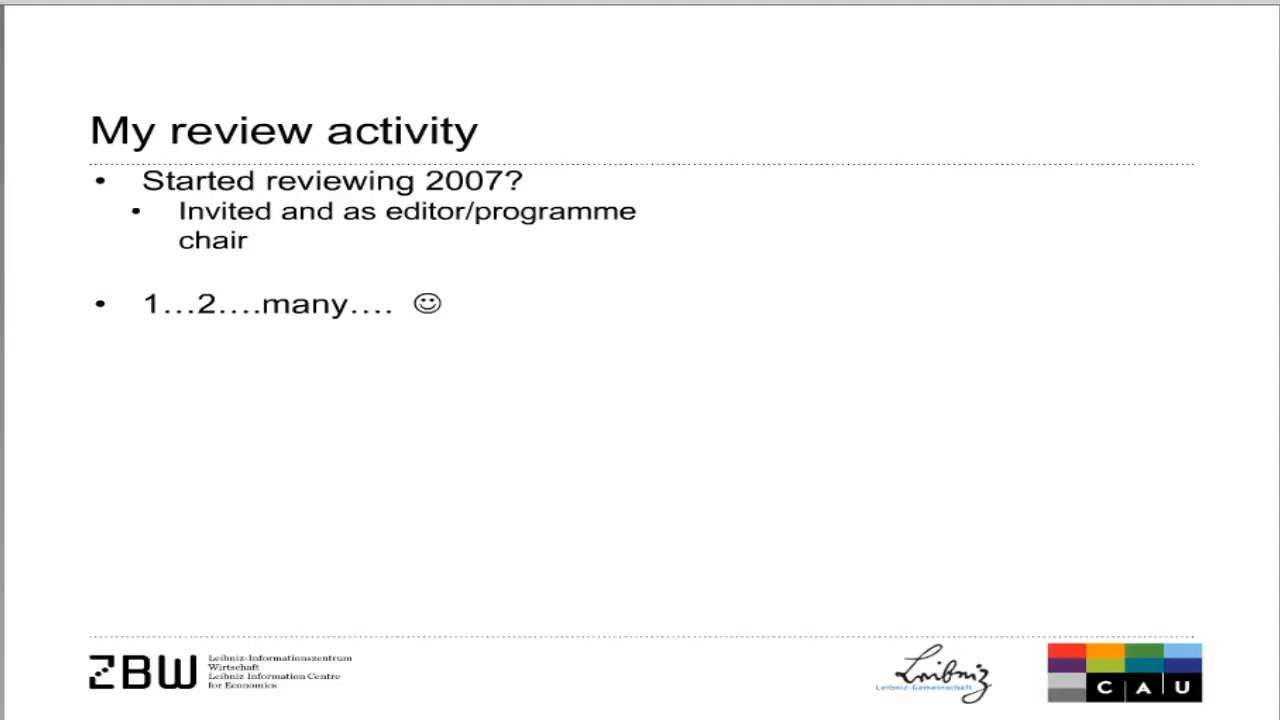 My review activity
• Started reviewing 2007?
• Invited and as editor/programme
chair
• 1…2….many…. ☺
ZBW
Leibniz-Informationszentrum
Wirtschaft
Leibniz Information Centre
for Economics
Leibniz
Leibniz-Gemeinschaft
C|A|U